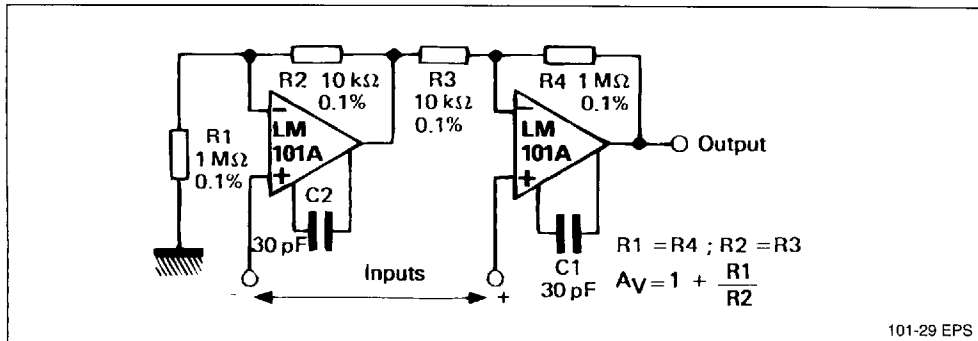 R2 10 kΩ
0.1%
R3
10 kΩ
0.1%
R4 1 MΩ
0.1%
R1
1 MΩ
0.1%
−
LM
101A
+
C2
30 pF
−
LM
101A
+
Output
C1
30 pF
- Inputs +
R1 = R4 ; R2 = R3
AV = 1 + R1
R2
101-29 EPS